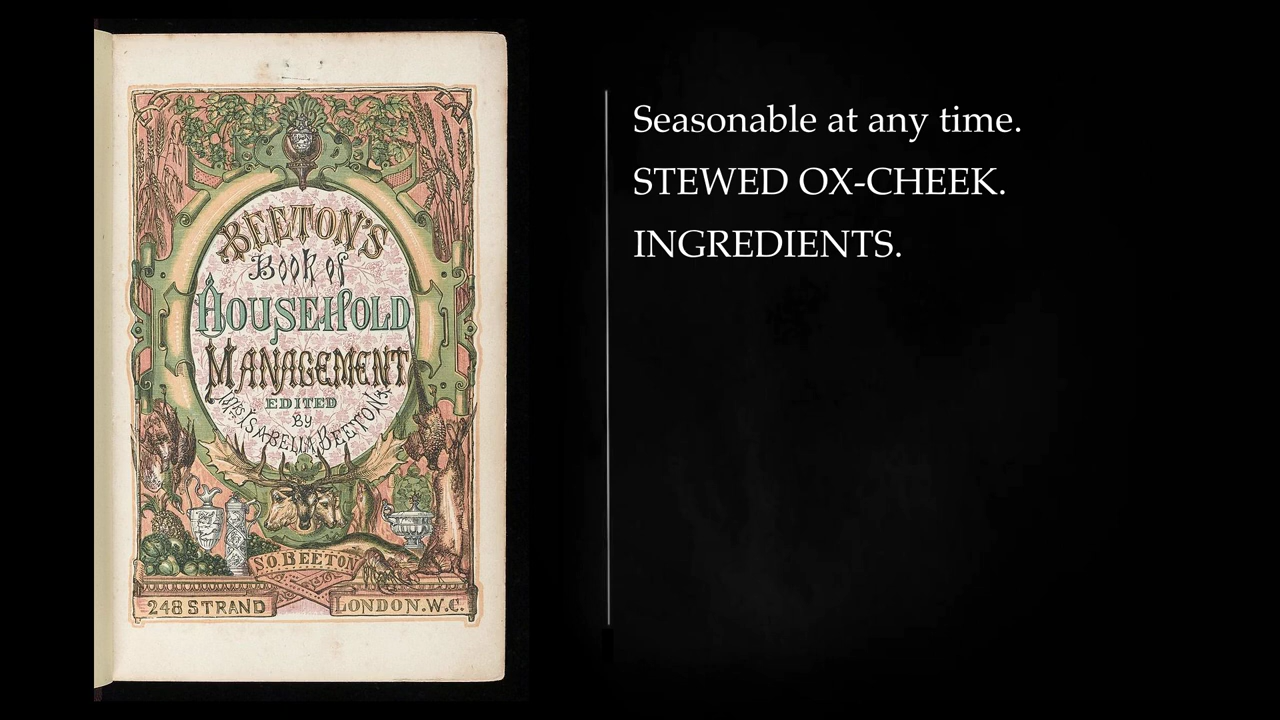 BEETON'S
Book of
HOUSEHOLD
MANAGEMENT
EDITED
BY
MRS ISABELLA BEETON
S.O. BEETON
248 STRAND
LONDON. W.C.
Seasonable at any time.
STEWED OX-CHEEK.
INGREDIENTS.